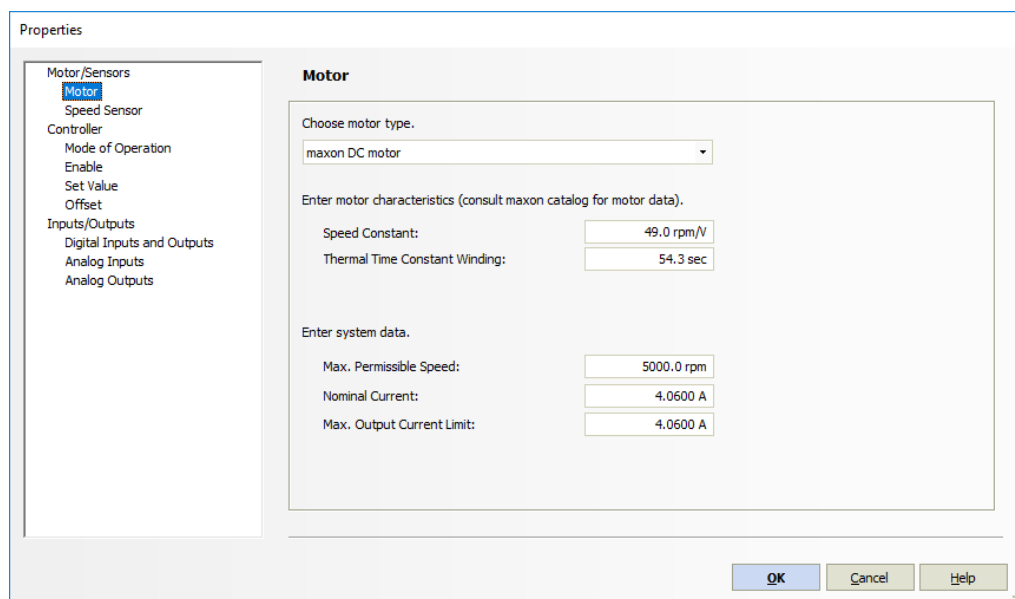 Properties
Motor/Sensors
Motor
Speed Sensor
Controller
Mode of Operation
Enable
Set Value
Offset
Inputs/Outputs
Digital Inputs and Outputs
Analog Inputs
Analog Outputs
Motor
Choose motor type.
maxon DC motor
Enter motor characteristics (consult maxon catalog for motor data).
Speed Constant: 49.0 rpm/V
Thermal Time Constant Winding: 54.3 sec
Enter system data.
Max. Permissible Speed: 5000.0 rpm
Nominal Current: 4.0600 A
Max. Output Current Limit: 4.0600 A
OK Cancel Help